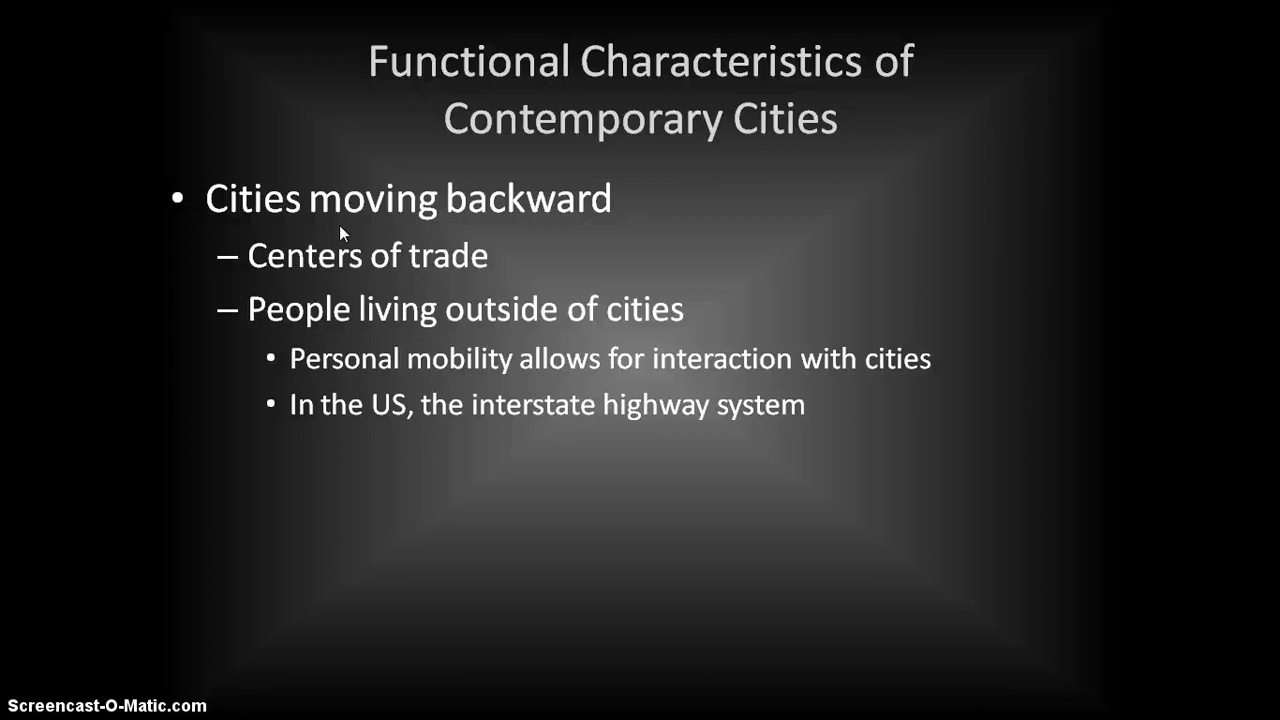 Functional Characteristics of
Contemporary Cities
• Cities moving backward
– Centers of trade
– People living outside of cities
• Personal mobility allows for interaction with cities
• In the US, the interstate highway system
Screencast-O-Matic.com